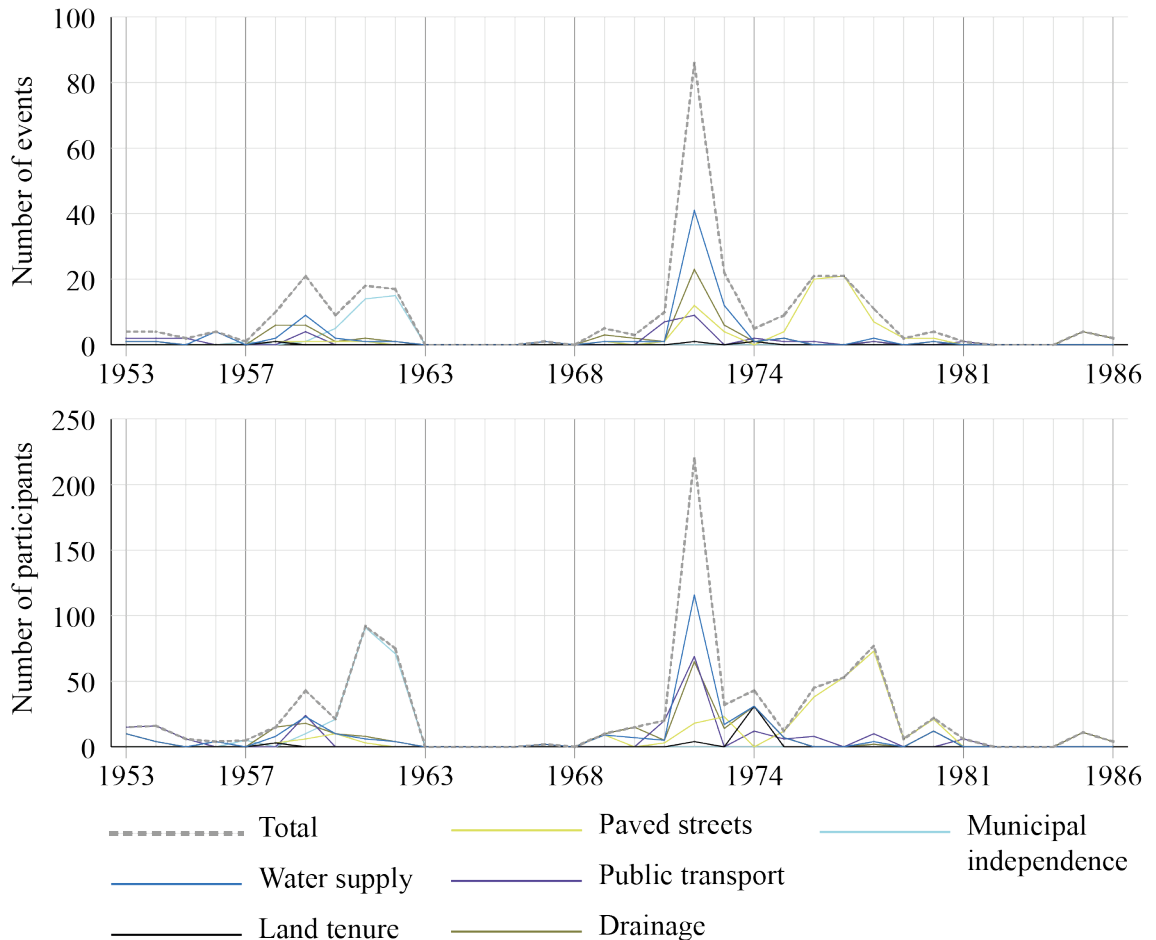 Number of events
100
80
60
40
20
0
1953 1957 1963 1968 1974 1981 1986
Number of participants
250
200
150
100
50
0
1953 1957 1963 1968 1974 1981 1986
Total
Water supply
Land tenure
Paved streets
Public transport
Drainage
Municipal
independence